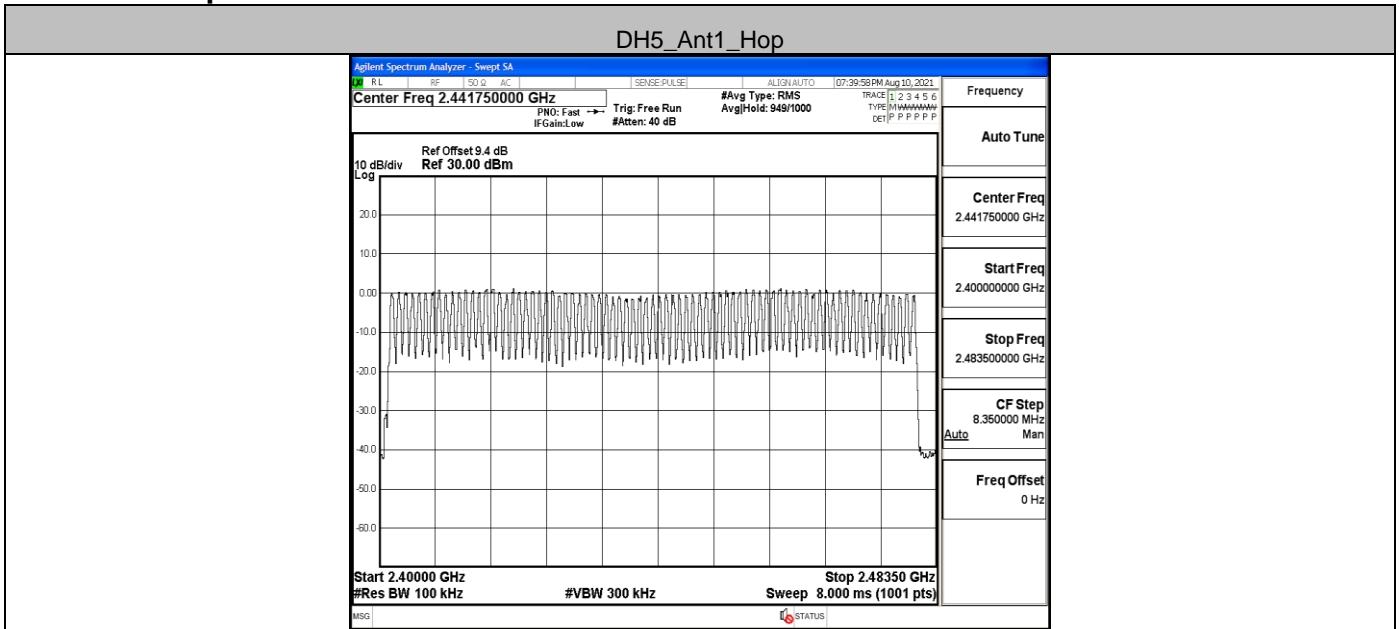 DH5_Ant1_Hop
Agilent Spectrum Analyzer - Swept SA
RL RF 50 Ω AC SENSE:PULSE ALIGNAUTO 07:39:58 PM Aug 10, 2021
Center Freq 2.441750000 GHz
PNO: Fast
IFGain:Low
Trig: Free Run
#Atten: 40 dB
#Avg Type: RMS
Avg|Hold: 949/1000
TRACE 1 2 3 4 5 6
TYPE M WWWWW
DET P P P P P P
Ref Offset 9.4 dB
10 dB/div Ref 30.00 dBm
Log
20.0
10.0
0.00
-10.0
-20.0
-30.0
-40.0
-50.0
-60.0
Start 2.40000 GHz Stop 2.48350 GHz
#Res BW 100 kHz #VBW 300 kHz Sweep 8.000 ms (1001 pts)
MSG STATUS
Frequency
Auto Tune
Center Freq
2.441750000 GHz
Start Freq
2.400000000 GHz
Stop Freq
2.483500000 GHz
CF Step
8.350000 MHz
Auto Man
Freq Offset
0 Hz